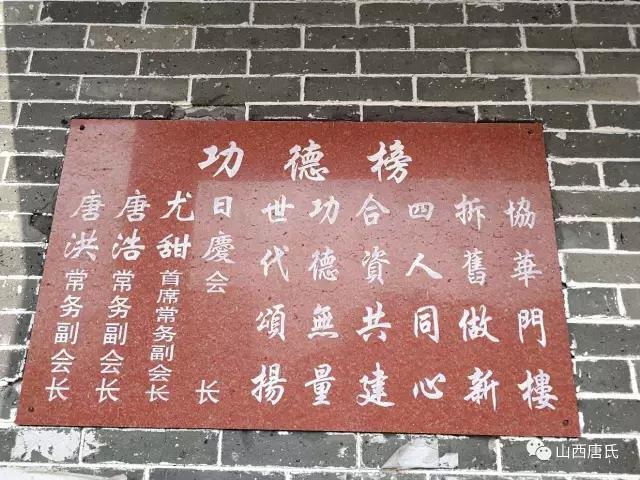 功德榜
協華門樓
拆舊做新
四人同心
合資共建
功德無量
世代頌揚
日慶会长
尤甜首席常务副会长
唐浩常务副会长
唐洪常务副会长
山西唐氏